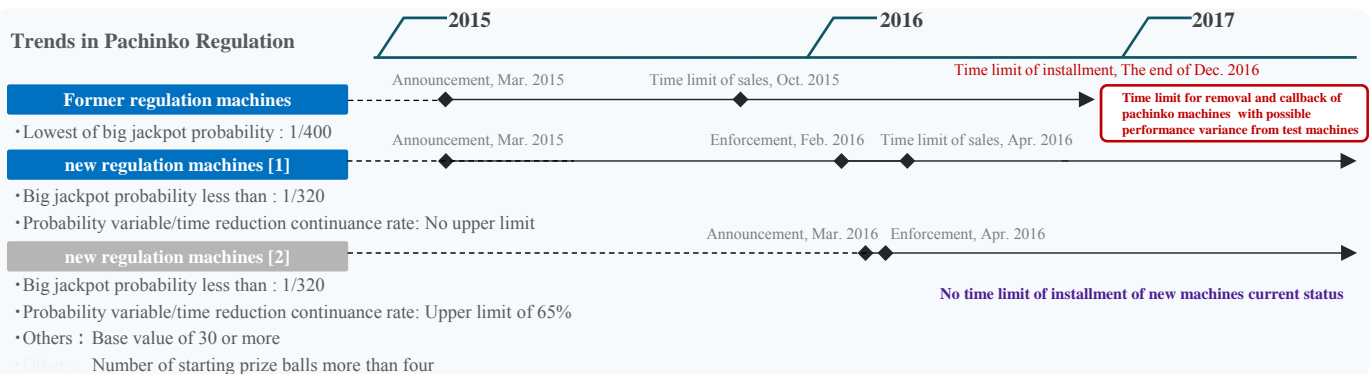 2015
2016
2017
Trends in Pachinko Regulation
Time limit of installment, The end of Dec. 2016
Announcement, Mar. 2015
Time limit of sales, Oct. 2015
Former regulation machines
Time limit for removal and callback of
pachinko machines with possible
performance variance from test machines
・Lowest of big jackpot probability : 1/400
Announcement, Mar. 2015
Enforcement, Feb. 2016
Time limit of sales, Apr. 2016
new regulation machines [1]
・Big jackpot probability less than : 1/320
・Probability variable/time reduction continuance rate: No upper limit
Announcement, Mar. 2016
Enforcement, Apr. 2016
new regulation machines [2]
・Big jackpot probability less than : 1/320
No time limit of installment of new machines current status
・Probability variable/time reduction continuance rate: Upper limit of 65%
・Others： Base value of 30 or more
・Other： Number of starting prize balls more than four